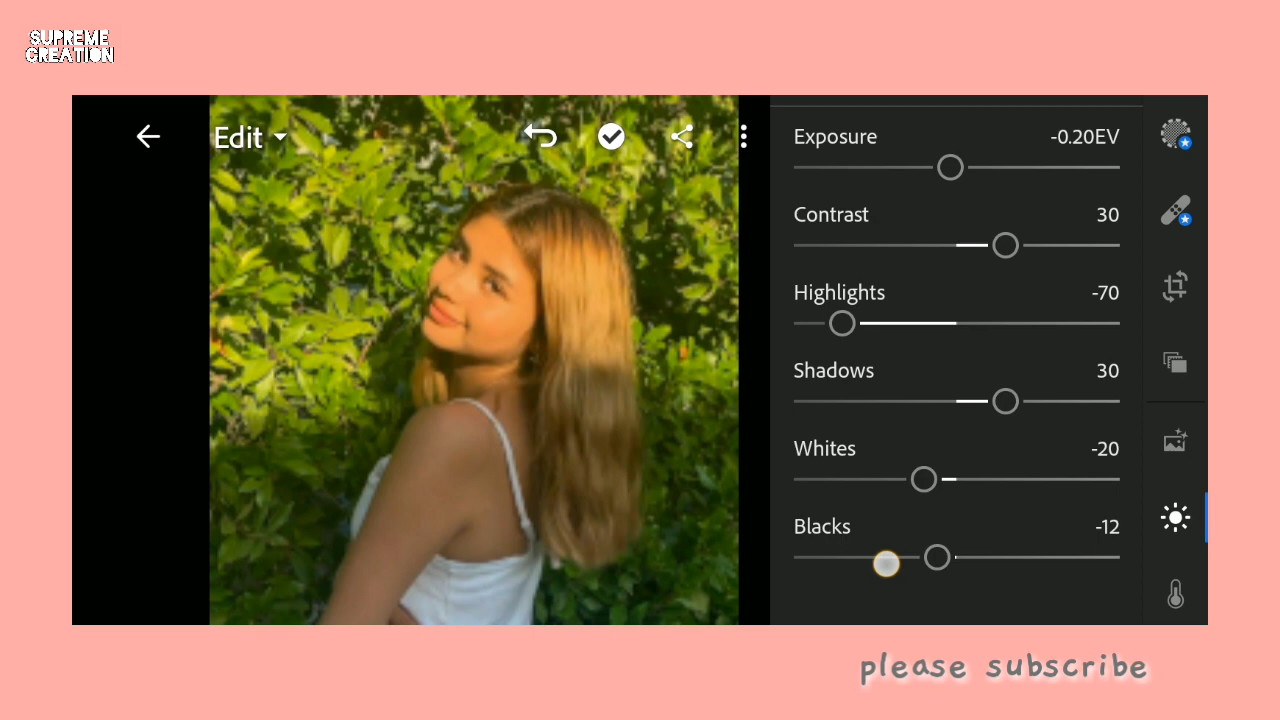 SUPREME
CREATION
Edit
Exposure -0.20EV
Contrast 30
Highlights -70
Shadows 30
Whites -20
Blacks -12
please subscribe